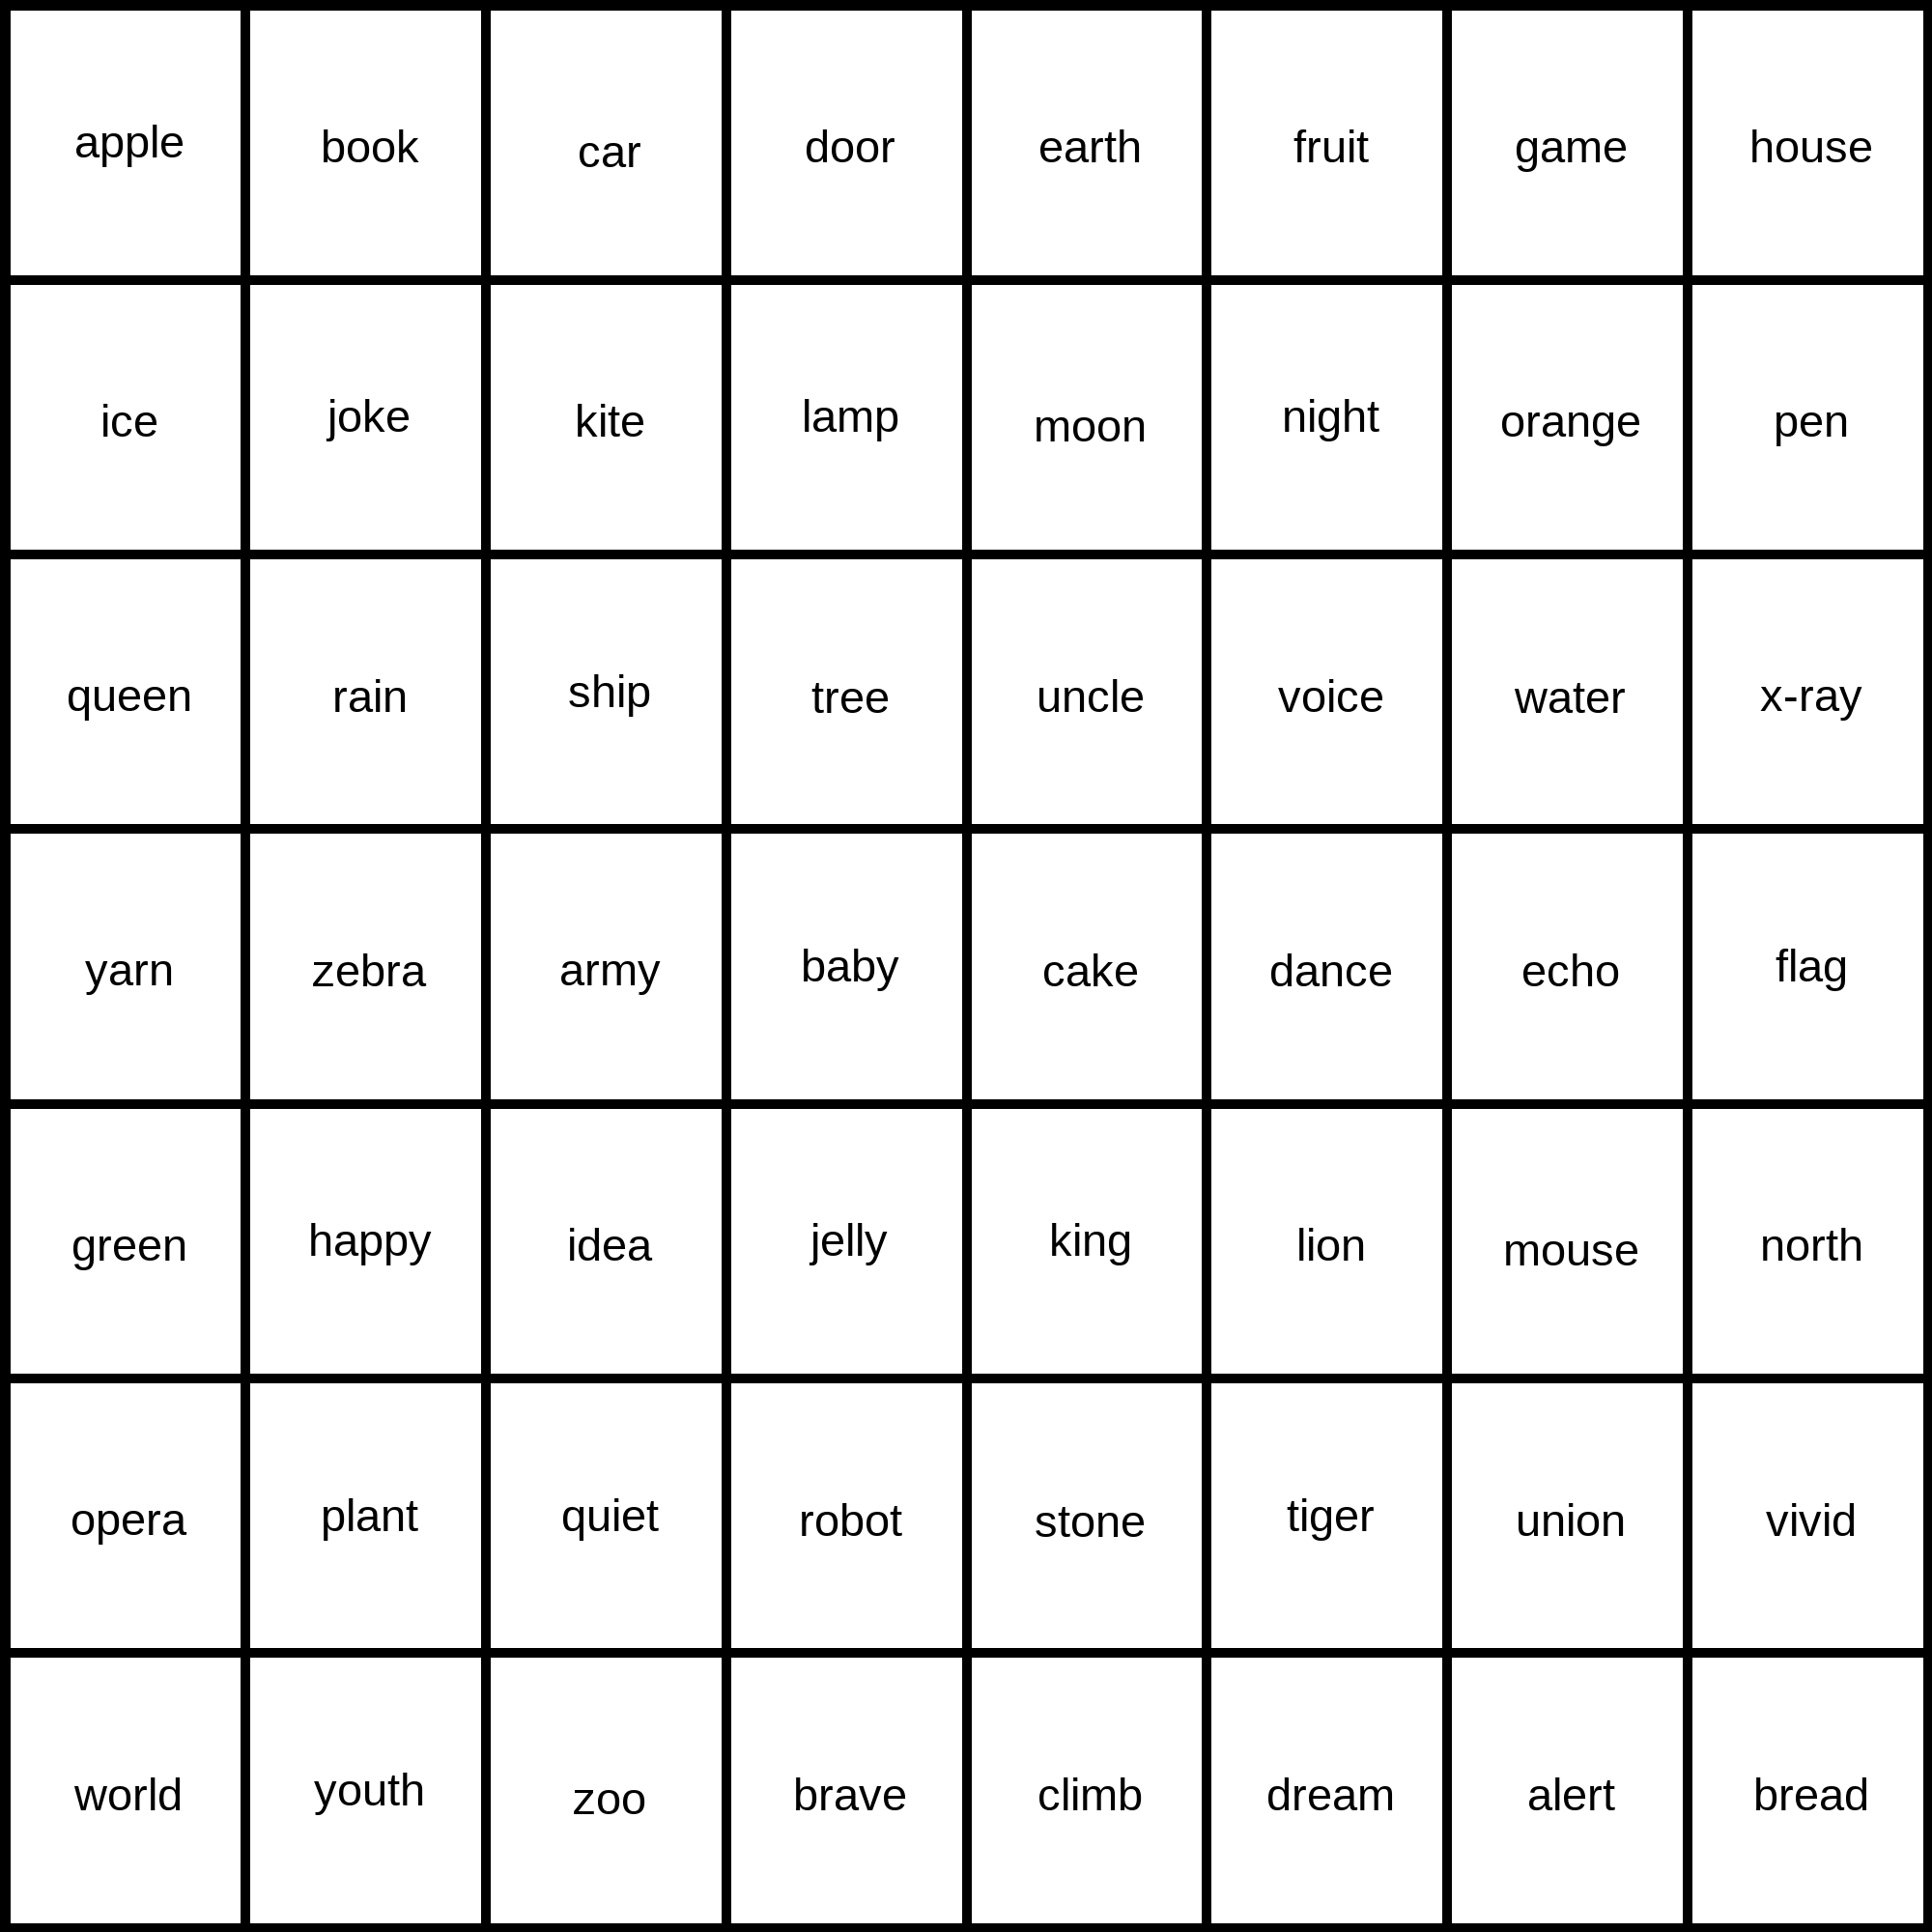 apple book car door earth fruit game house
ice joke kite lamp moon night orange pen
queen rain ship tree uncle voice water x-ray
yarn zebra army baby cake dance echo flag
green happy idea jelly king lion mouse north
opera plant quiet robot stone tiger union vivid
world youth zoo brave climb dream alert bread